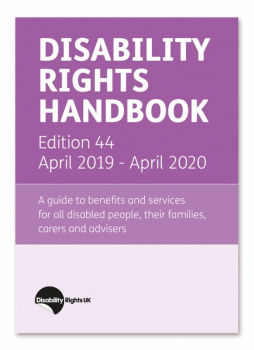 DISABILITY
RIGHTS
HANDBOOK
Edition 44
April 2019 - April 2020
A guide to benefits and services
for all disabled people, their families,
carers and advisers
Disability Rights UK